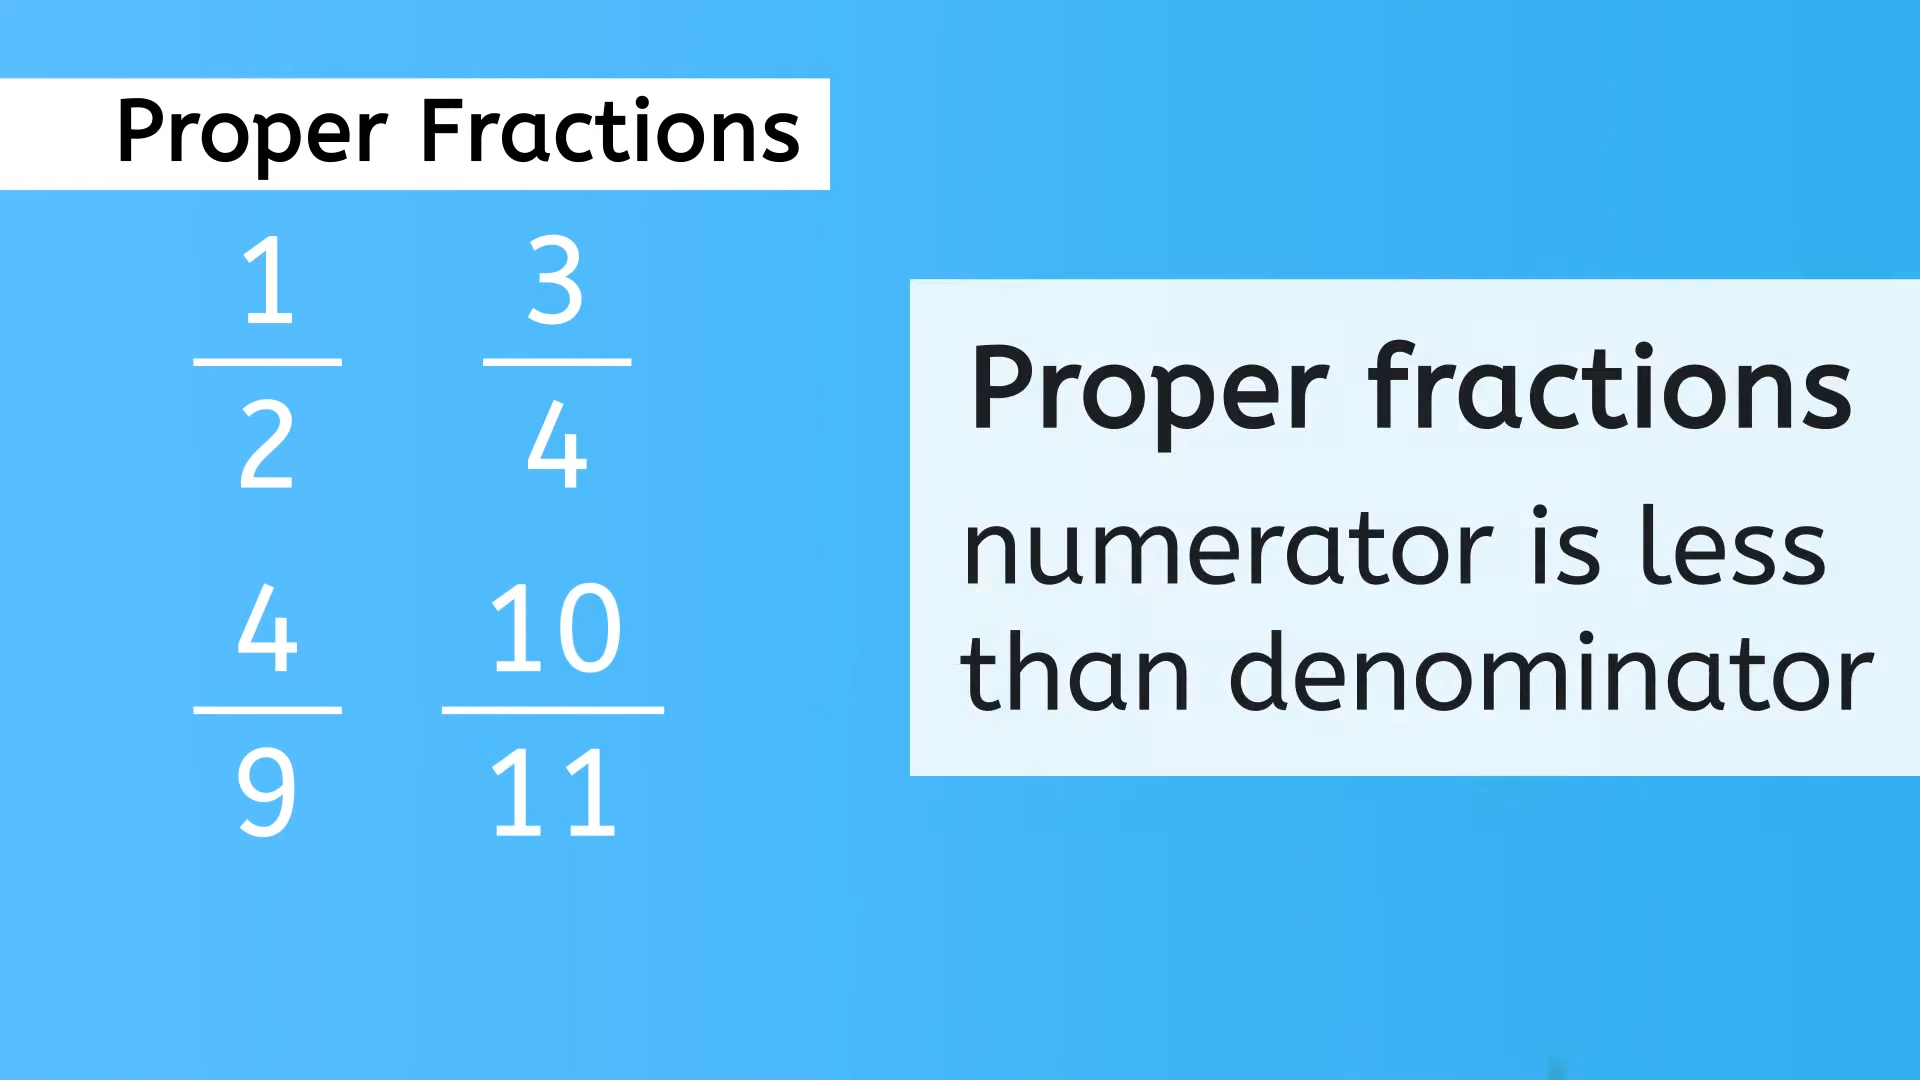 Proper Fractions
1 3
2 4
4 10
9 11
Proper fractions
numerator is less
than denominator